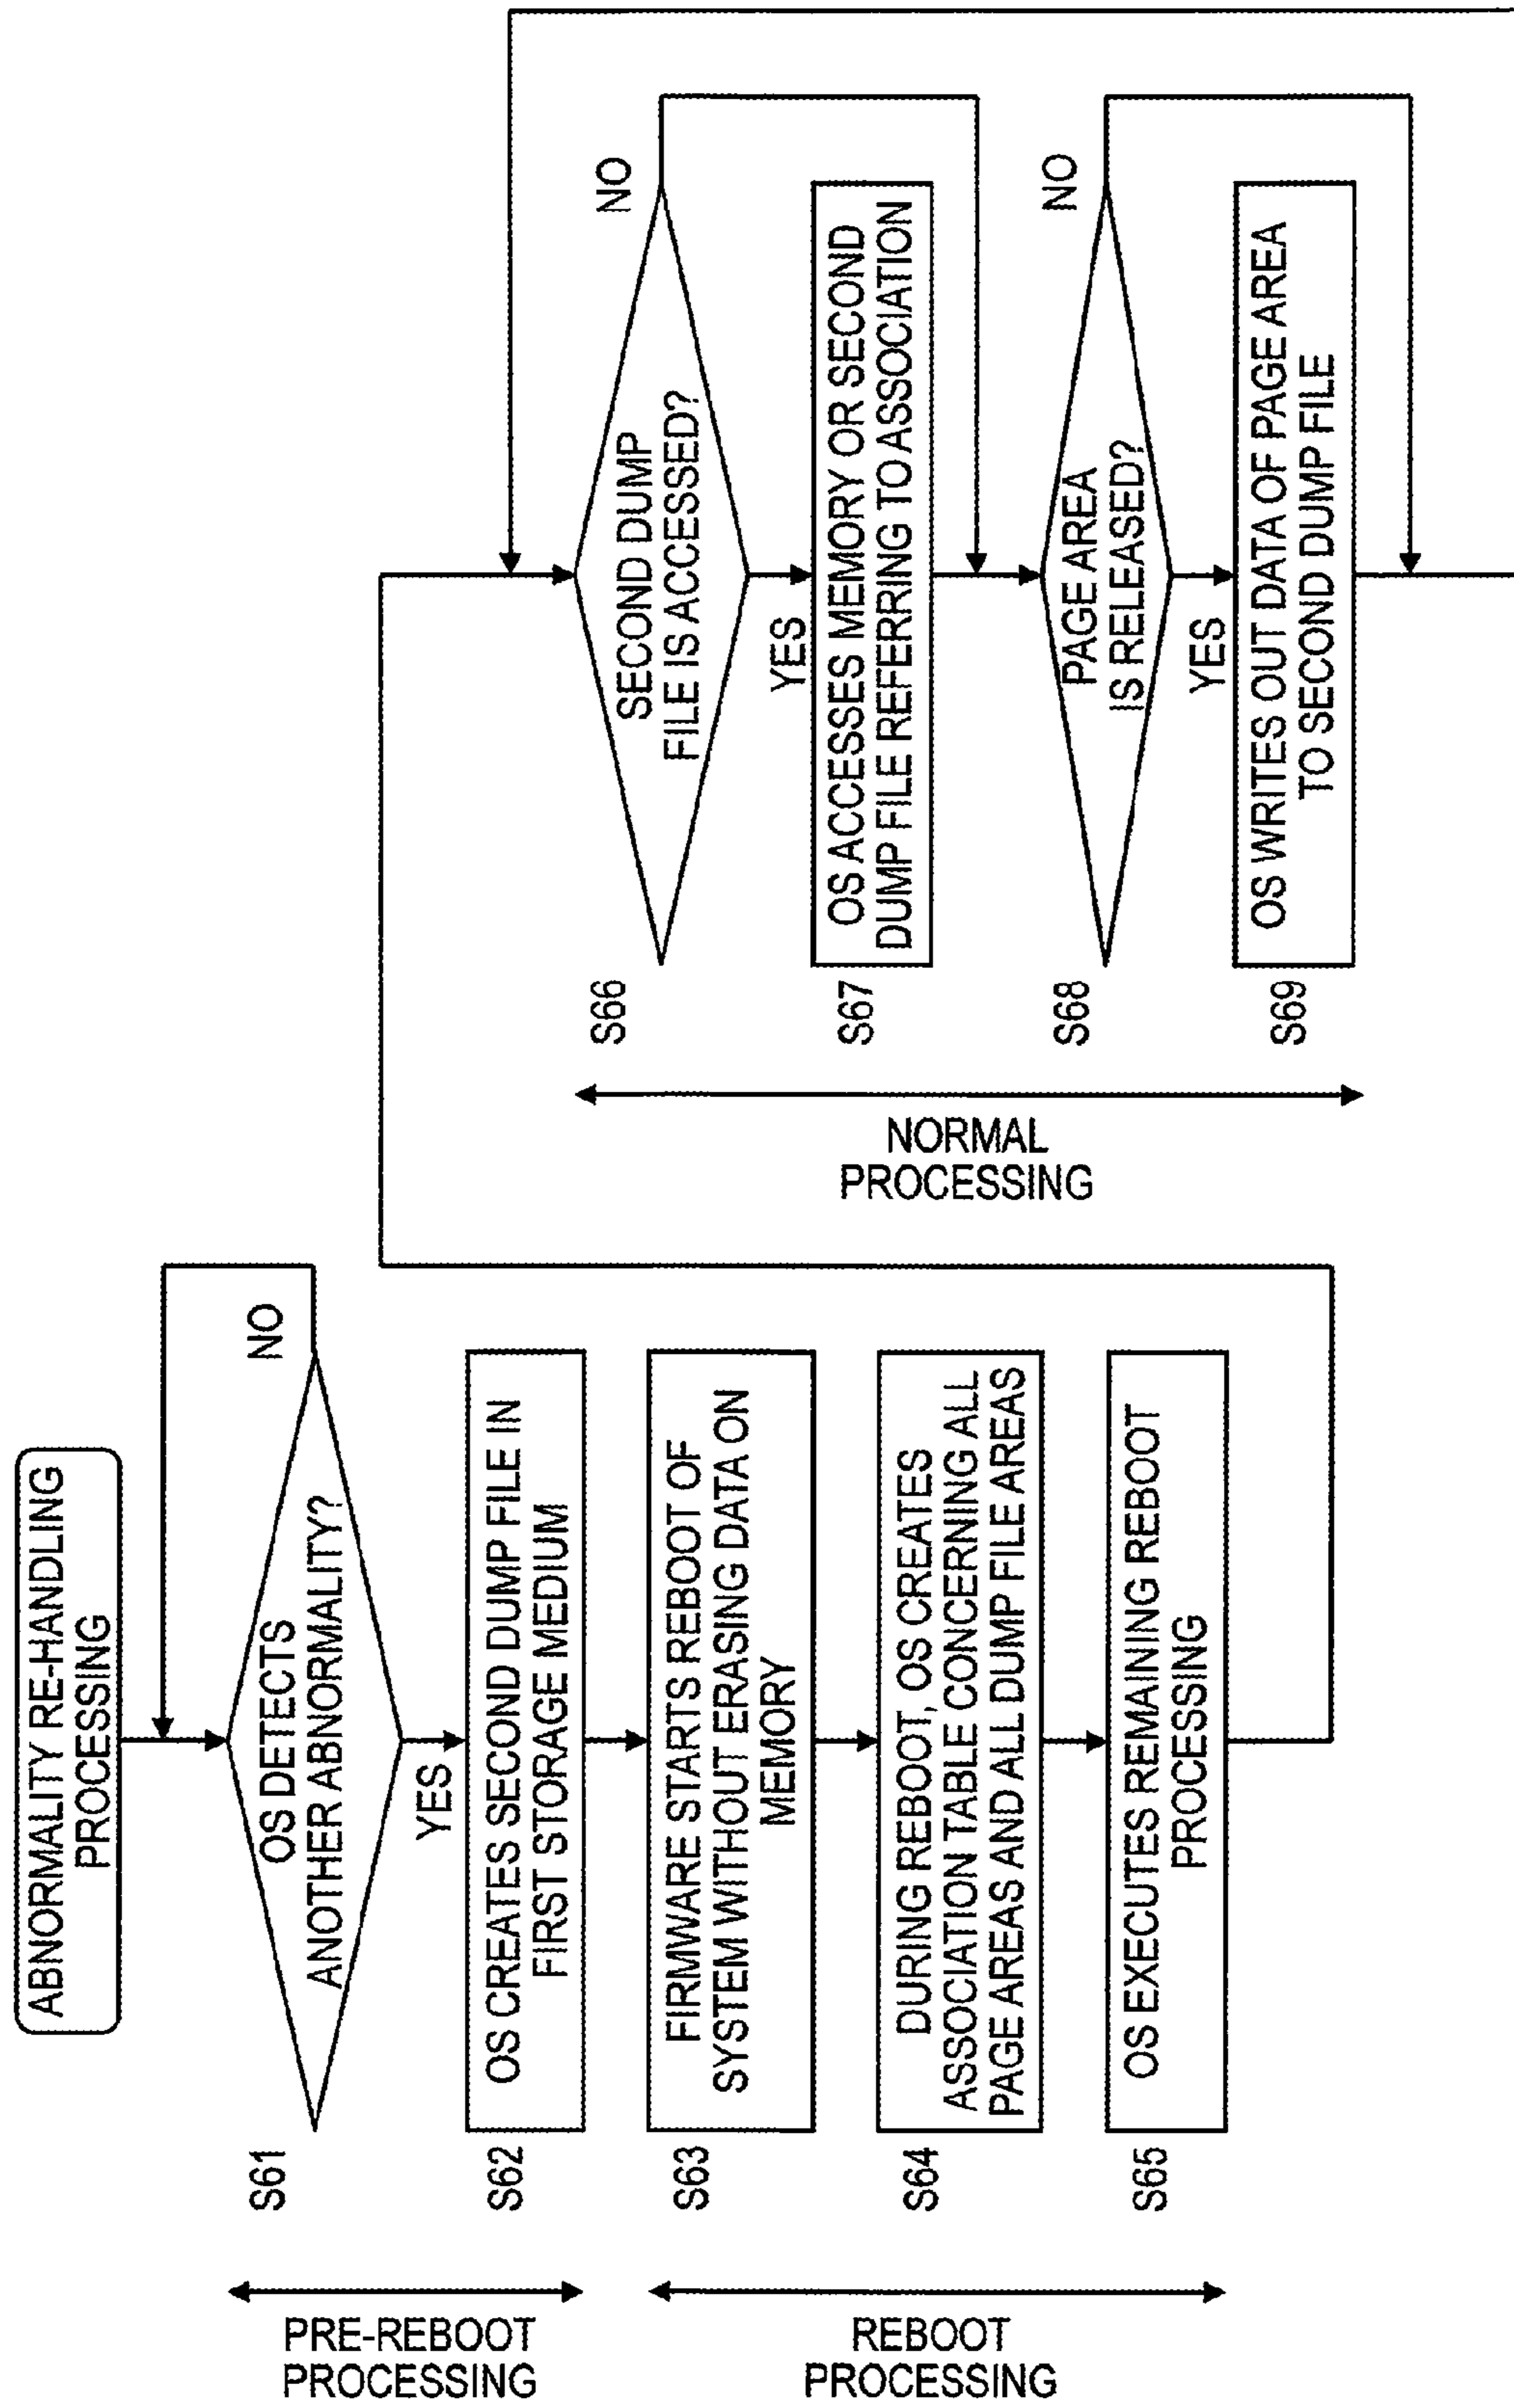 ABNORMALITY RE-HANDLING
PROCESSING
PRE-REBOOT
PROCESSING
S61
OS DETECTS
ANOTHER ABNORMALITY?
NO
YES
S62
OS CREATES SECOND DUMP FILE IN
FIRST STORAGE MEDIUM
REBOOT
PROCESSING
S63
FIRMWARE STARTS REBOOT OF
SYSTEM WITHOUT ERASING DATA ON
MEMORY
S64
DURING REBOOT, OS CREATES
ASSOCIATION TABLE CONCERNING ALL
PAGE AREAS AND ALL DUMP FILE AREAS
S65
OS EXECUTES REMAINING REBOOT
PROCESSING
NORMAL
PROCESSING
S66
SECOND DUMP
FILE IS ACCESSED?
NO
YES
S67
OS ACCESSES MEMORY OR SECOND
DUMP FILE REFERRING TO ASSOCIATION
S68
PAGE AREA
IS RELEASED?
NO
YES
S69
OS WRITES OUT DATA OF PAGE AREA
TO SECOND DUMP FILE